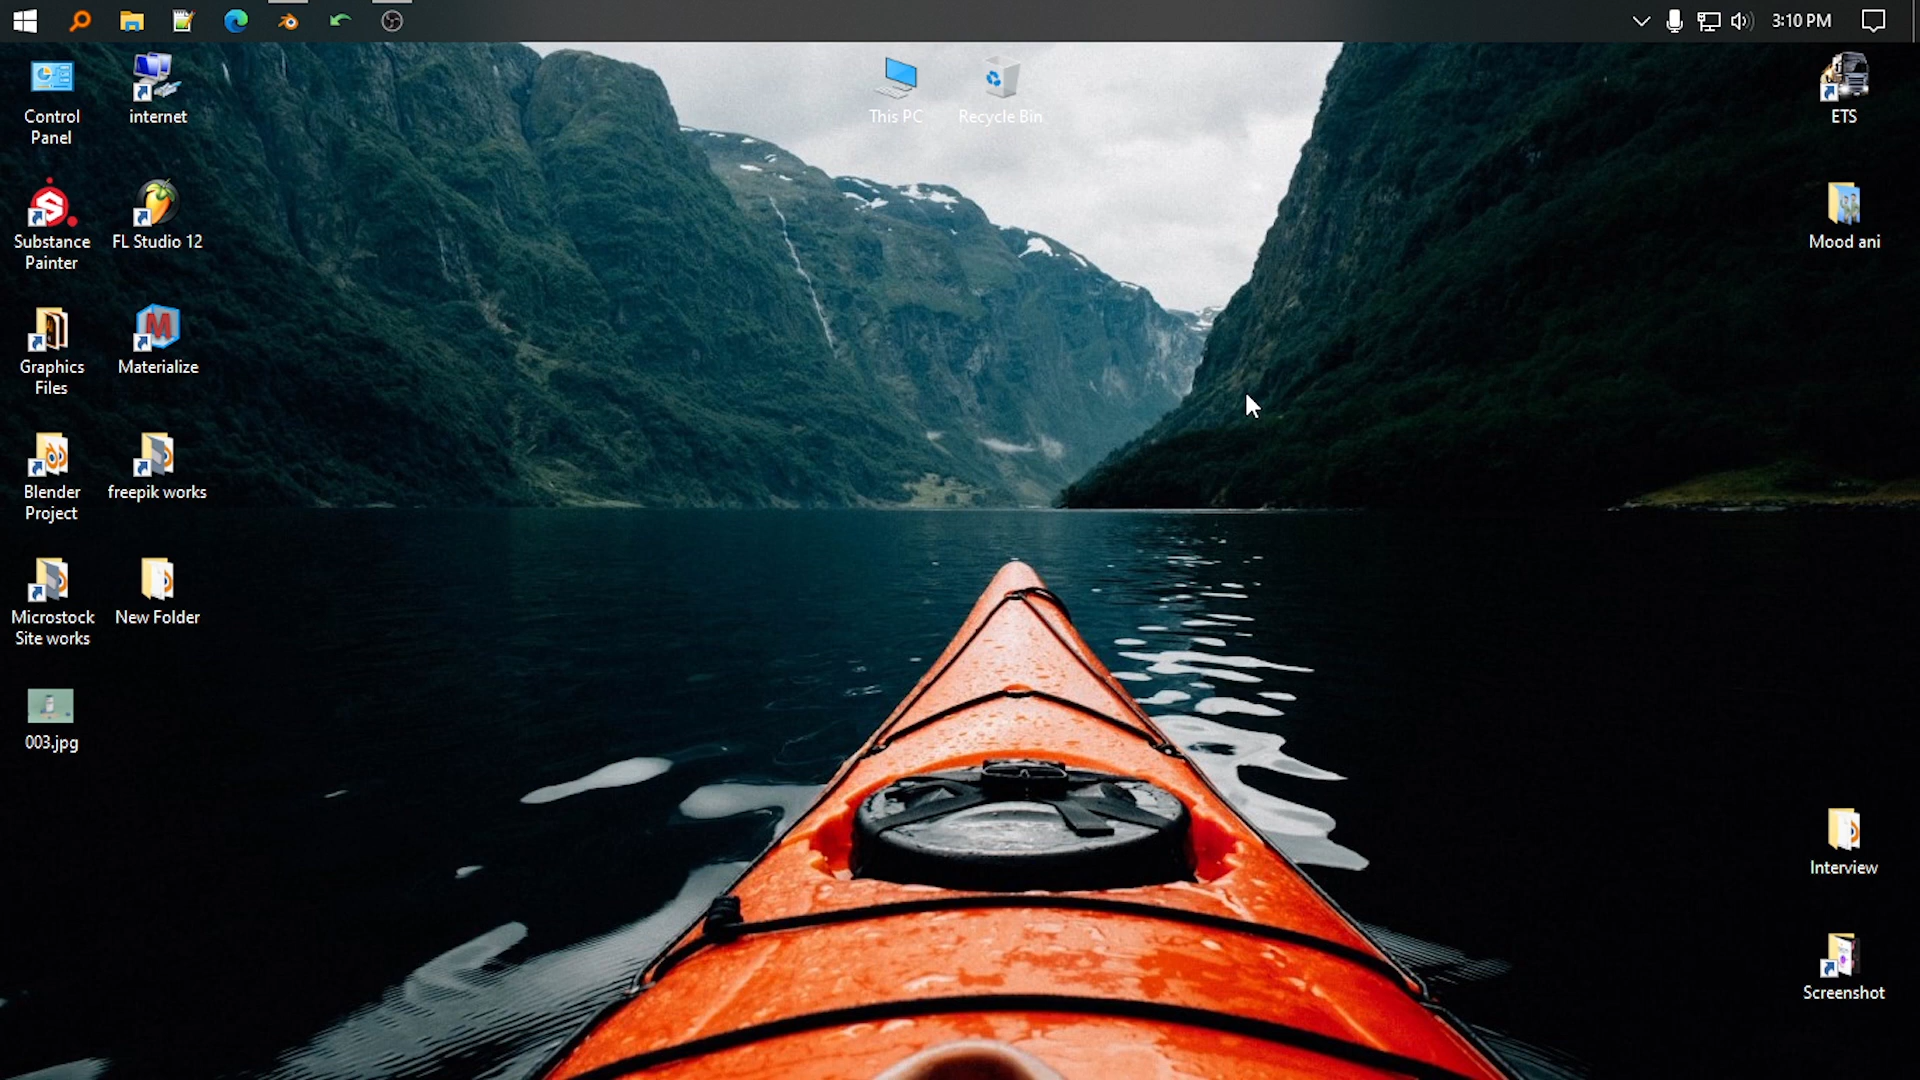 3:10 PM
Control
Panel
internet
This PC
Recycle Bin
ETS
Substance
Painter
FL Studio 12
Mood ani
Graphics
Files
Materialize
Blender
Project
freepik works
Microstock
Site works
New Folder
003.jpg
Interview
Screenshot